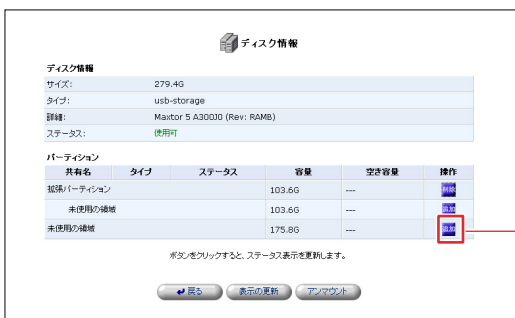 ディスク情報
ディスク情報
サイズ: 279.4G
タイプ: usb-storage
詳細: Maxtor 5 A300J0 (Rev: RAMB)
ステータス: 使用可
パーティション
共有名 タイプ ステータス 容量 空き容量 操作
拡張パーティション 103.6G --- 削除
未使用の領域 103.6G --- 追加
未使用の領域 175.8G --- 追加
ボタンをクリックすると、ステータス表示を更新します。
戻る 表示の更新 アンマウント